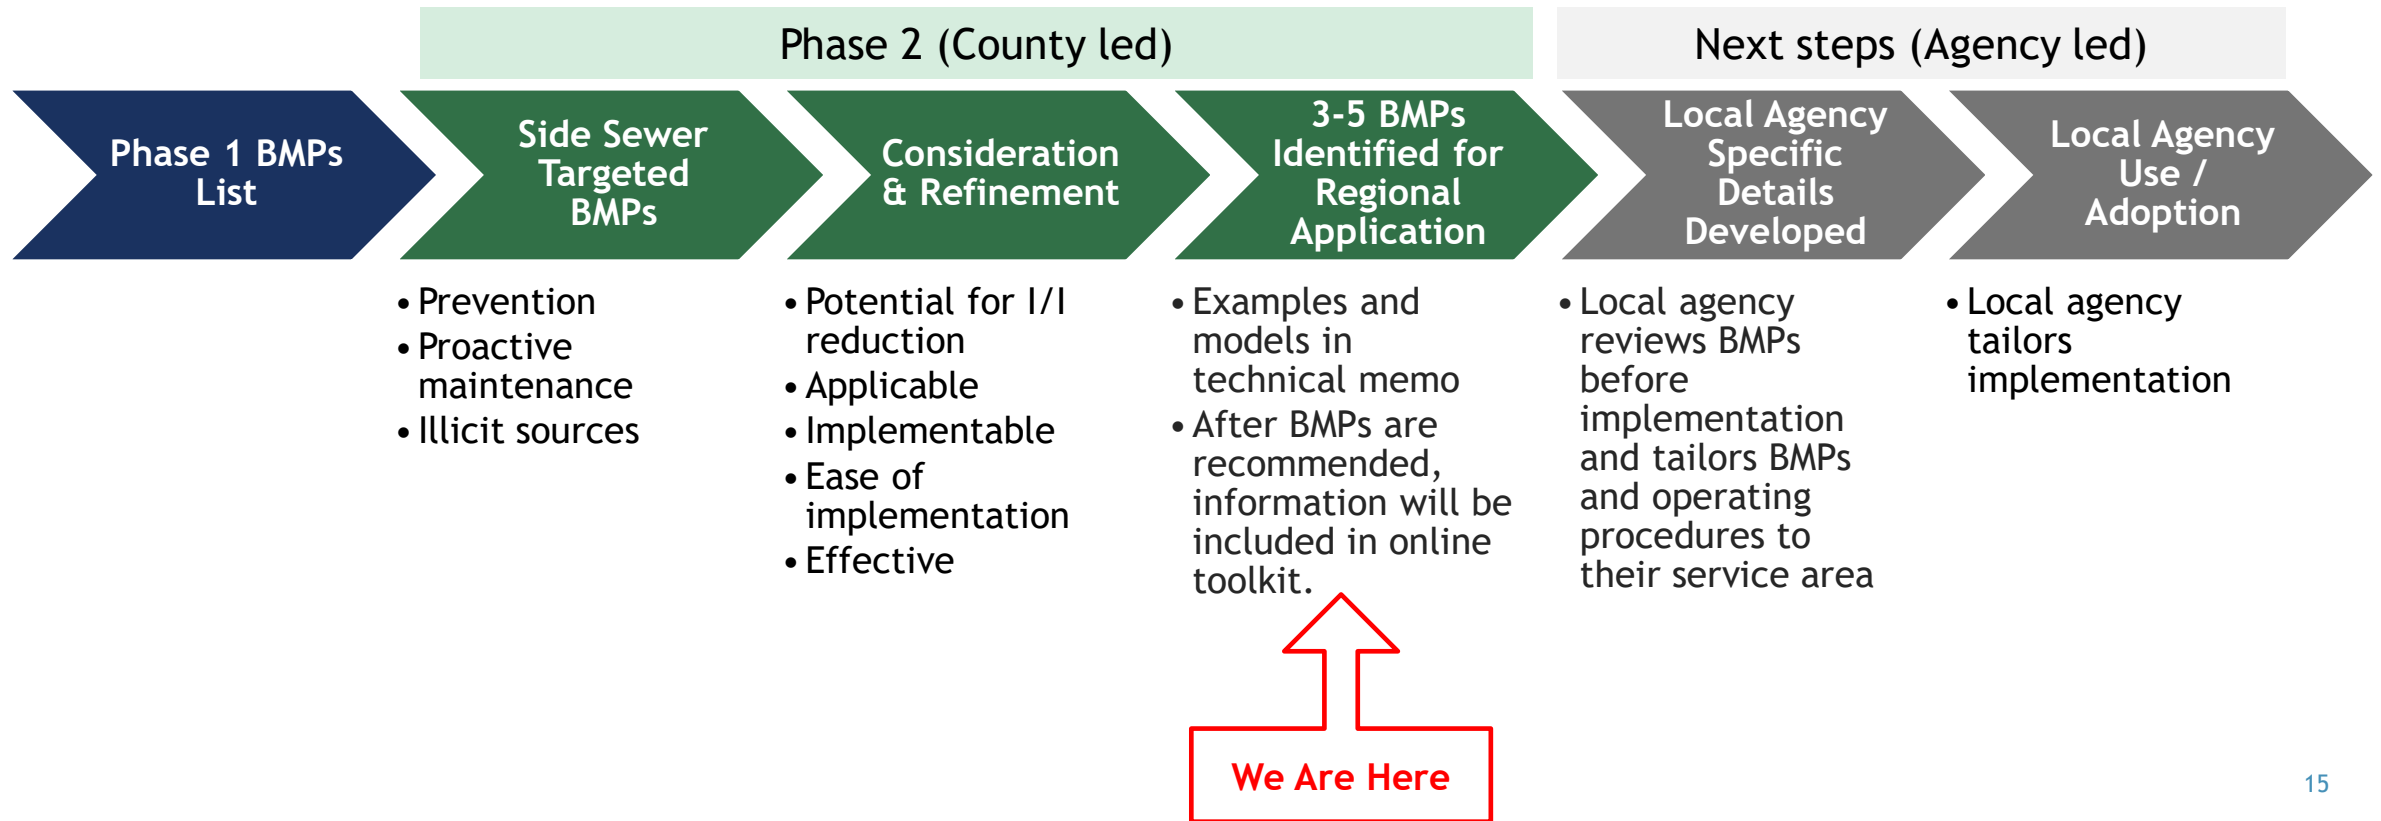 Phase 2 (County led)
Next steps (Agency led)
Phase 1 BMPs
List
Side Sewer
Targeted
BMPs
Consideration
& Refinement
3-5 BMPs
Identified for
Regional
Application
Local Agency
Specific
Details
Developed
Local Agency
Use /
Adoption
• Prevention
• Proactive
maintenance
• Illicit sources
• Potential for I/I
reduction
• Applicable
• Implementable
• Ease of
implementation
• Effective
• Examples and
models in
technical memo
• After BMPs are
recommended,
information will be
included in online
toolkit.
• Local agency
reviews BMPs
before
implementation
and tailors BMPs
and operating
procedures to
their service area
• Local agency
tailors
implementation
We Are Here
15